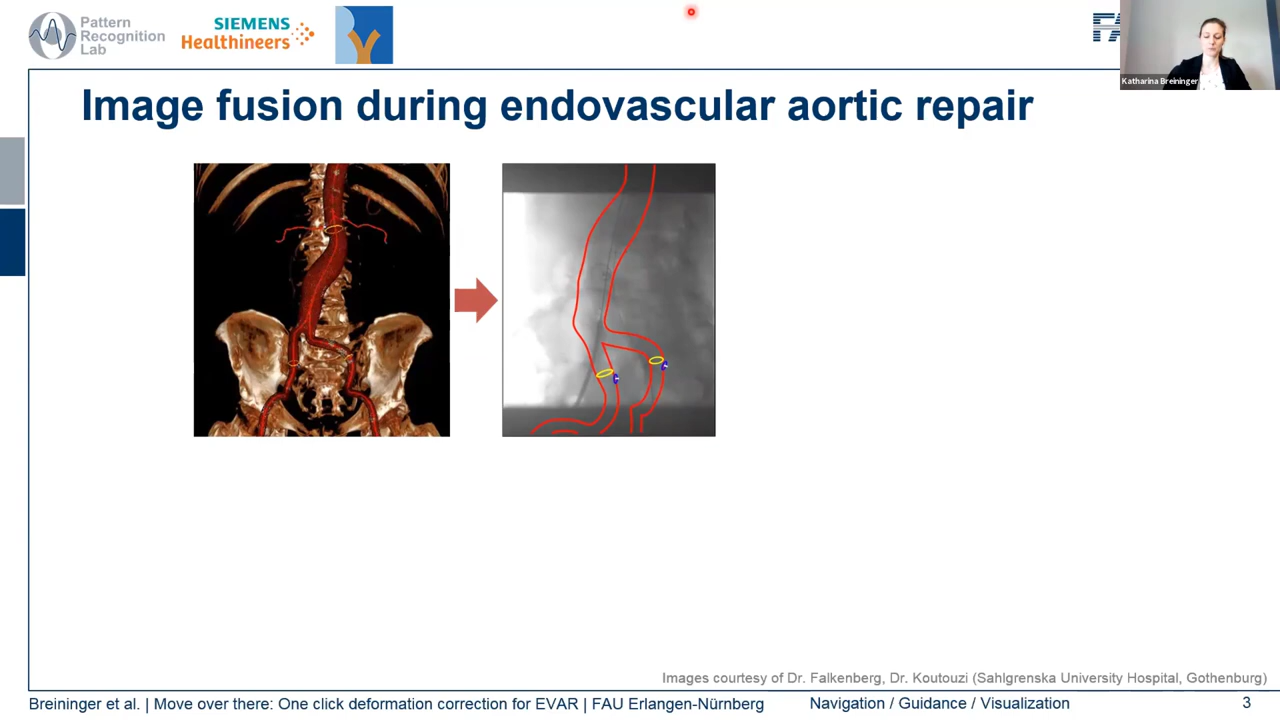 Pattern
Recognition
Lab
SIEMENS
Healthineers
Katharina Breininger
Image fusion during endovascular aortic repair
Images courtesy of Dr. Falkenberg, Dr. Koutouzi (Sahlgrenska University Hospital, Gothenburg)
Breininger et al. | Move over there: One click deformation correction for EVAR | FAU Erlangen-Nürnberg
Navigation / Guidance / Visualization
3